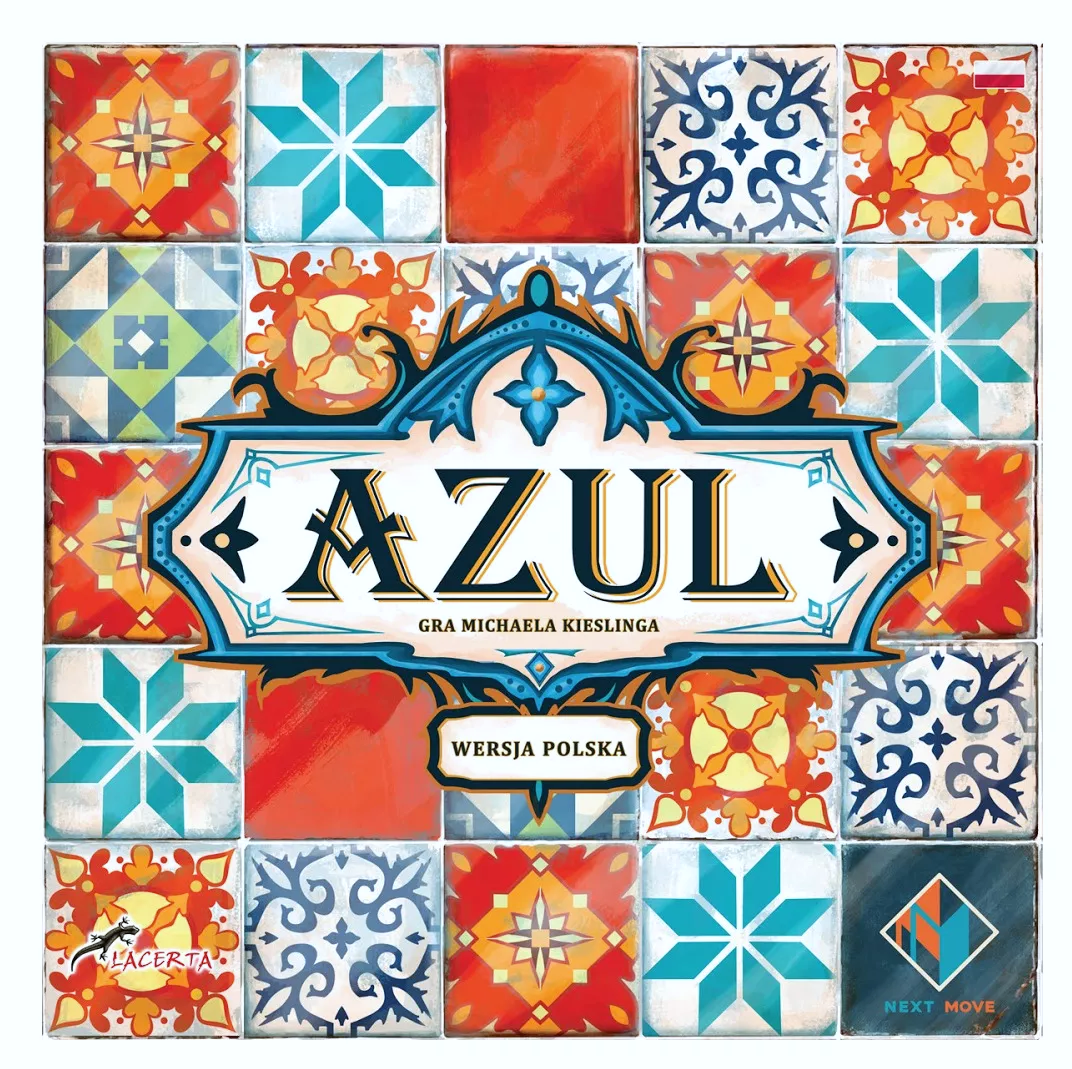 AZUL
GRA MICHAELA KIESLINGA
WERSJA POLSKA
LACERTA
NEXT MOVE